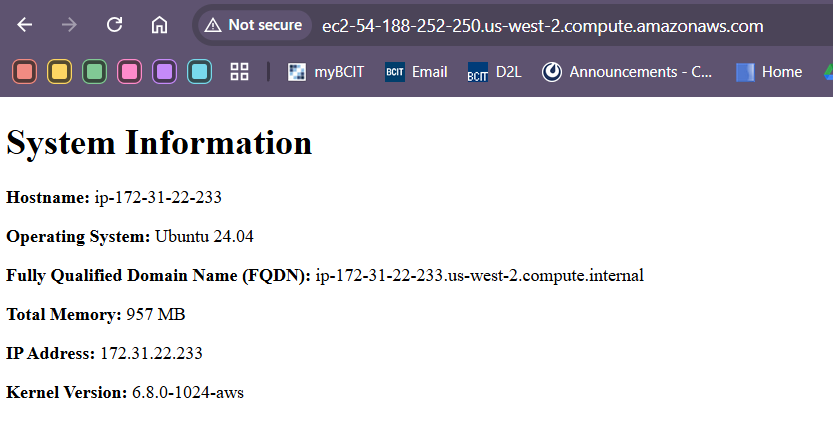 Not secure ec2-54-188-252-250.us-west-2.compute.amazonaws.com
myBCIT BCIT Email BCIT D2L Announcements - C... Home
System Information
Hostname: ip-172-31-22-233
Operating System: Ubuntu 24.04
Fully Qualified Domain Name (FQDN): ip-172-31-22-233.us-west-2.compute.internal
Total Memory: 957 MB
IP Address: 172.31.22.233
Kernel Version: 6.8.0-1024-aws